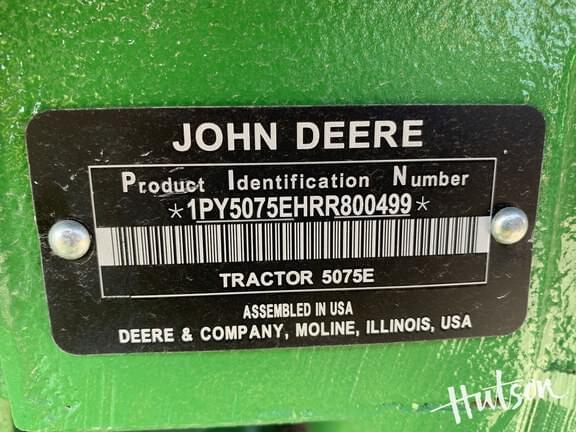 JOHN DEERE
Product Identification Number
*1PY5075EHRR800499*
TRACTOR 5075E
ASSEMBLED IN USA
DEERE & COMPANY, MOLINE, ILLINOIS, USA
Hutson